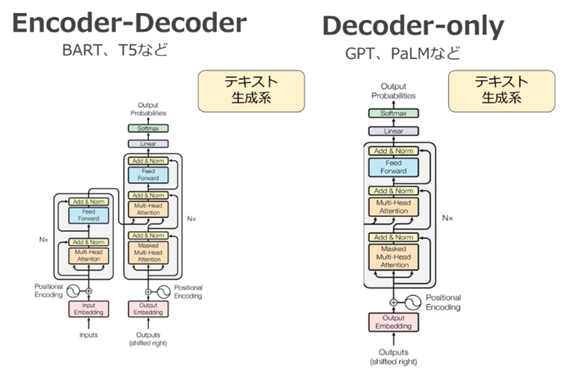 Encoder-Decoder
BART、T5など
テキスト
生成系
Output
Probabilities
Softmax
Linear
Add & Norm
Feed
Forward
Add & Norm
Multi-Head
Attention
Add & Norm
Masked
Multi-Head
Attention
Nx
Add & Norm
Feed
Forward
Add & Norm
Multi-Head
Attention
Nx
Positional
Encoding
Positional
Encoding
Input
Embedding
Output
Embedding
Inputs
Outputs
(shifted right)
Decoder-only
GPT、PaLMなど
テキスト
生成系
Output
Probabilities
Softmax
Linear
Add & Norm
Feed
Forward
Add & Norm
Multi-Head
Attention
Add & Norm
Masked
Multi-Head
Attention
Nx
Positional
Encoding
Output
Embedding
Outputs
(shifted right)